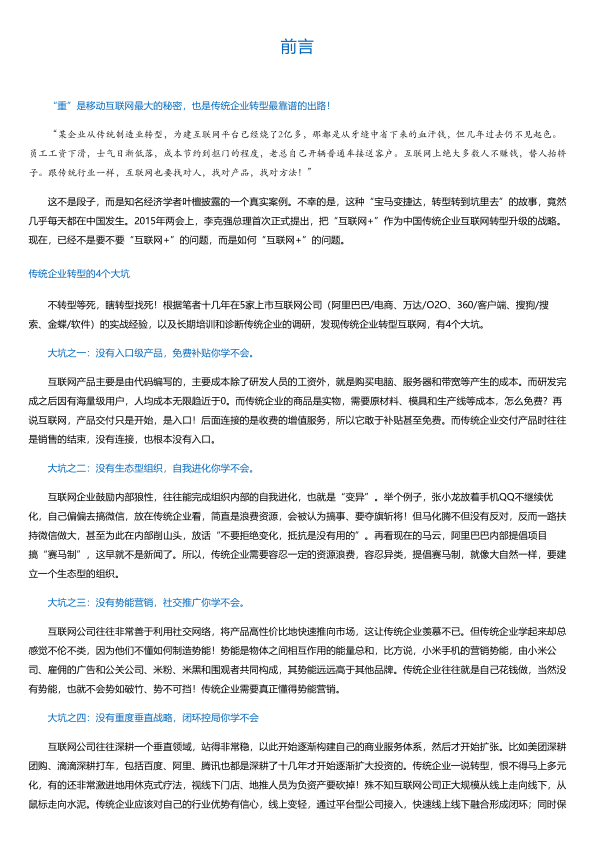 前言
“重”是移动互联网最大的秘密，也是传统企业转型最靠谱的出路！
“某企业从传统制造业转型，为建互联网平台已经烧了2亿多，那都是从牙缝中省下来的血汗钱，但几年过去仍不见起色。
员工工资下滑，士气日渐低落，成本节约到抠门的程度，老总自己开辆普通车接送客户。互联网上绝大多数人不赚钱，替人抬轿
子。跟传统行业一样，互联网也要找对人，找对产品，找对方法！”
这不是段子，而是知名经济学者叶檀披露的一个真实案例。不幸的是，这种“宝马变捷达，转型转到坑里去”的故事，竟然
几乎每天都在中国发生。2015年两会上，李克强总理首次正式提出，把“互联网+”作为中国传统企业互联网转型升级的战略。
现在，已经不是要不要“互联网+”的问题，而是如何“互联网+”的问题。
传统企业转型的4个大坑
不转型等死，瞎转型找死！根据笔者十几年在5家上市互联网公司（阿里巴巴/电商、万达/O2O、360/客户端、搜狗/搜
索、金蝶/软件）的实战经验，以及长期培训和诊断传统企业的调研，发现传统企业转型互联网，有4个大坑。
大坑之一：没有入口级产品，免费补贴你学不会。
互联网产品主要是由代码编写的，主要成本除了研发人员的工资外，就是购买电脑、服务器和带宽等产生的成本。而研发完
成之后因有海量级用户，人均成本无限趋近于0。而传统企业的商品是实物，需要原材料、模具和生产线等成本，怎么免费？再
说互联网，产品交付只是开始，是入口！后面连接的是收费的增值服务，所以它敢于补贴甚至免费。而传统企业交付产品时往往
是销售的结束，没有连接，也根本没有入口。
大坑之二：没有生态型组织，自我进化你学不会。
互联网企业鼓励内部狼性，往往能完成组织内部的自我进化，也就是“变异”。举个例子，张小龙放着手机QQ不继续优
化，自己偏偏去搞微信，放在传统企业看，简直是浪费资源，会被认为搞事、要夺旗斩将！但马化腾不但没有反对，反而一路扶
持微信做大，甚至为此在内部削山头，放话“不要拒绝变化，抵抗是没有用的”。再看现在的马云，阿里巴巴内部提倡项目
搞“赛马制”，这早就不是新闻了。所以，传统企业需要容忍一定的资源浪费，容忍异类，提倡赛马制，就像大自然一样，要建
立一个生态型的组织。
大坑之三：没有势能营销，社交推广你学不会。
互联网公司往往非常善于利用社交网络，将产品高性价比地快速推向市场，这让传统企业羡慕不已。但传统企业学起来却总
感觉不伦不类，因为他们不懂如何制造势能！势能是物体之间相互作用的能量总和，比方说，小米手机的营销势能，由小米公
司、雇佣的广告和公关公司、米粉、米黑和围观者共同构成，其势能远远高于其他品牌。传统企业往往就是自己花钱做，当然没
有势能，也就不会势如破竹、势不可挡！传统企业需要真正懂得势能营销。
大坑之四：没有重度垂直战略，闭环控局你学不会
互联网公司往往深耕一个垂直领域，站得非常稳，以此开始逐渐构建自己的商业服务体系，然后才开始扩张。比如美团深耕
团购、滴滴深耕打车，包括百度、阿里、腾讯也都是深耕了十几年才开始逐渐扩大投资的。传统企业一说转型，恨不得马上多元
化，有的还非常激进地用休克式疗法，视线下门店、地推人员为负资产要砍掉！殊不知互联网公司正大规模从线上走向线下，从
鼠标走向水泥。传统企业应该对自己的行业优势有信心，线上变轻，通过平台型公司接入，快速线上线下融合形成闭环；同时保